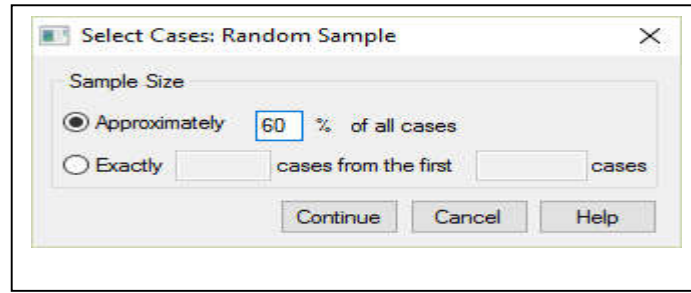 Select Cases: Random Sample
Sample Size
Approximately 60 % of all cases
Exactly cases from the first cases
Continue Cancel Help